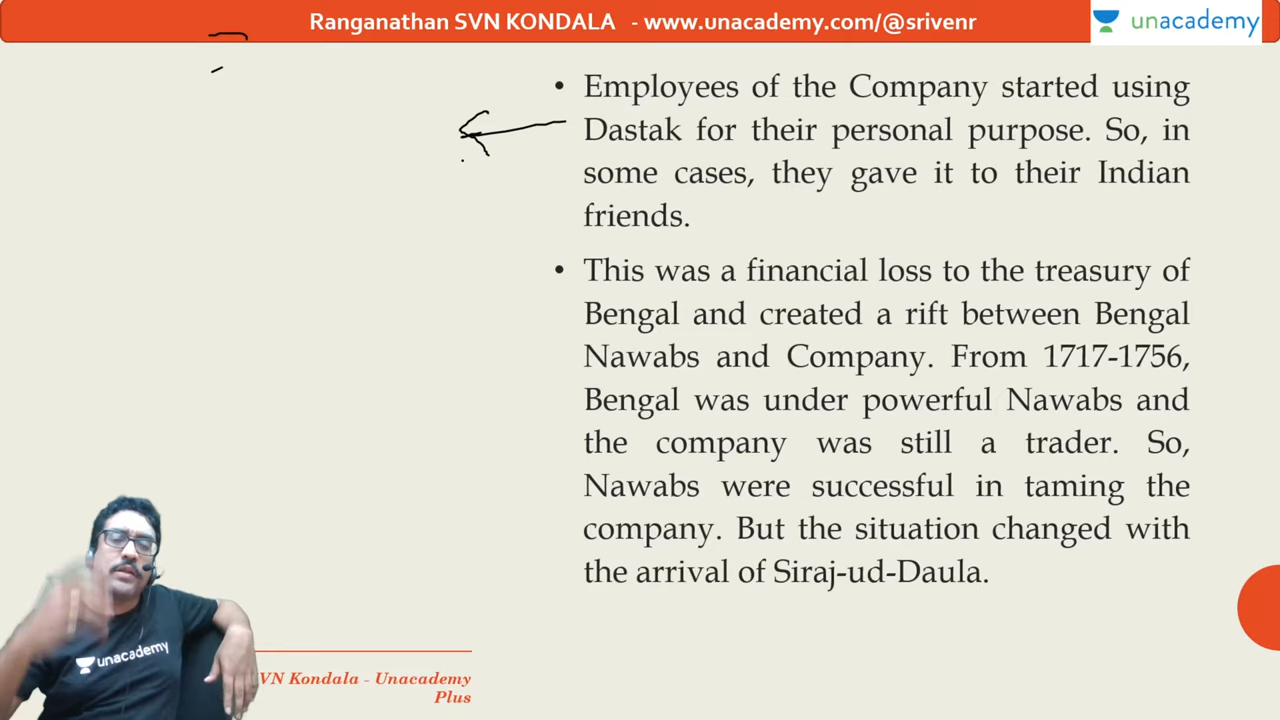 Ranganathan SVN KONDALA - www.unacademy.com/@srivenr
unacademy
• Employees of the Company started using
Dastak for their personal purpose. So, in
some cases, they gave it to their Indian
friends.
• This was a financial loss to the treasury of
Bengal and created a rift between Bengal
Nawabs and Company. From 1717-1756,
Bengal was under powerful Nawabs and
the company was still a trader. So,
Nawabs were successful in taming the
company. But the situation changed with
the arrival of Siraj-ud-Daula.
unacademy
VN Kondala - Unacademy
Plus